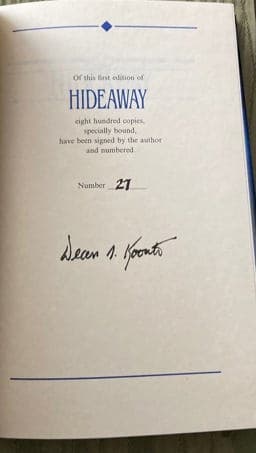 Of this first edition of
HIDEAWAY
eight hundred copies,
specially bound,
have been signed by the author
and numbered.
Number 27
Dean R. Koontz